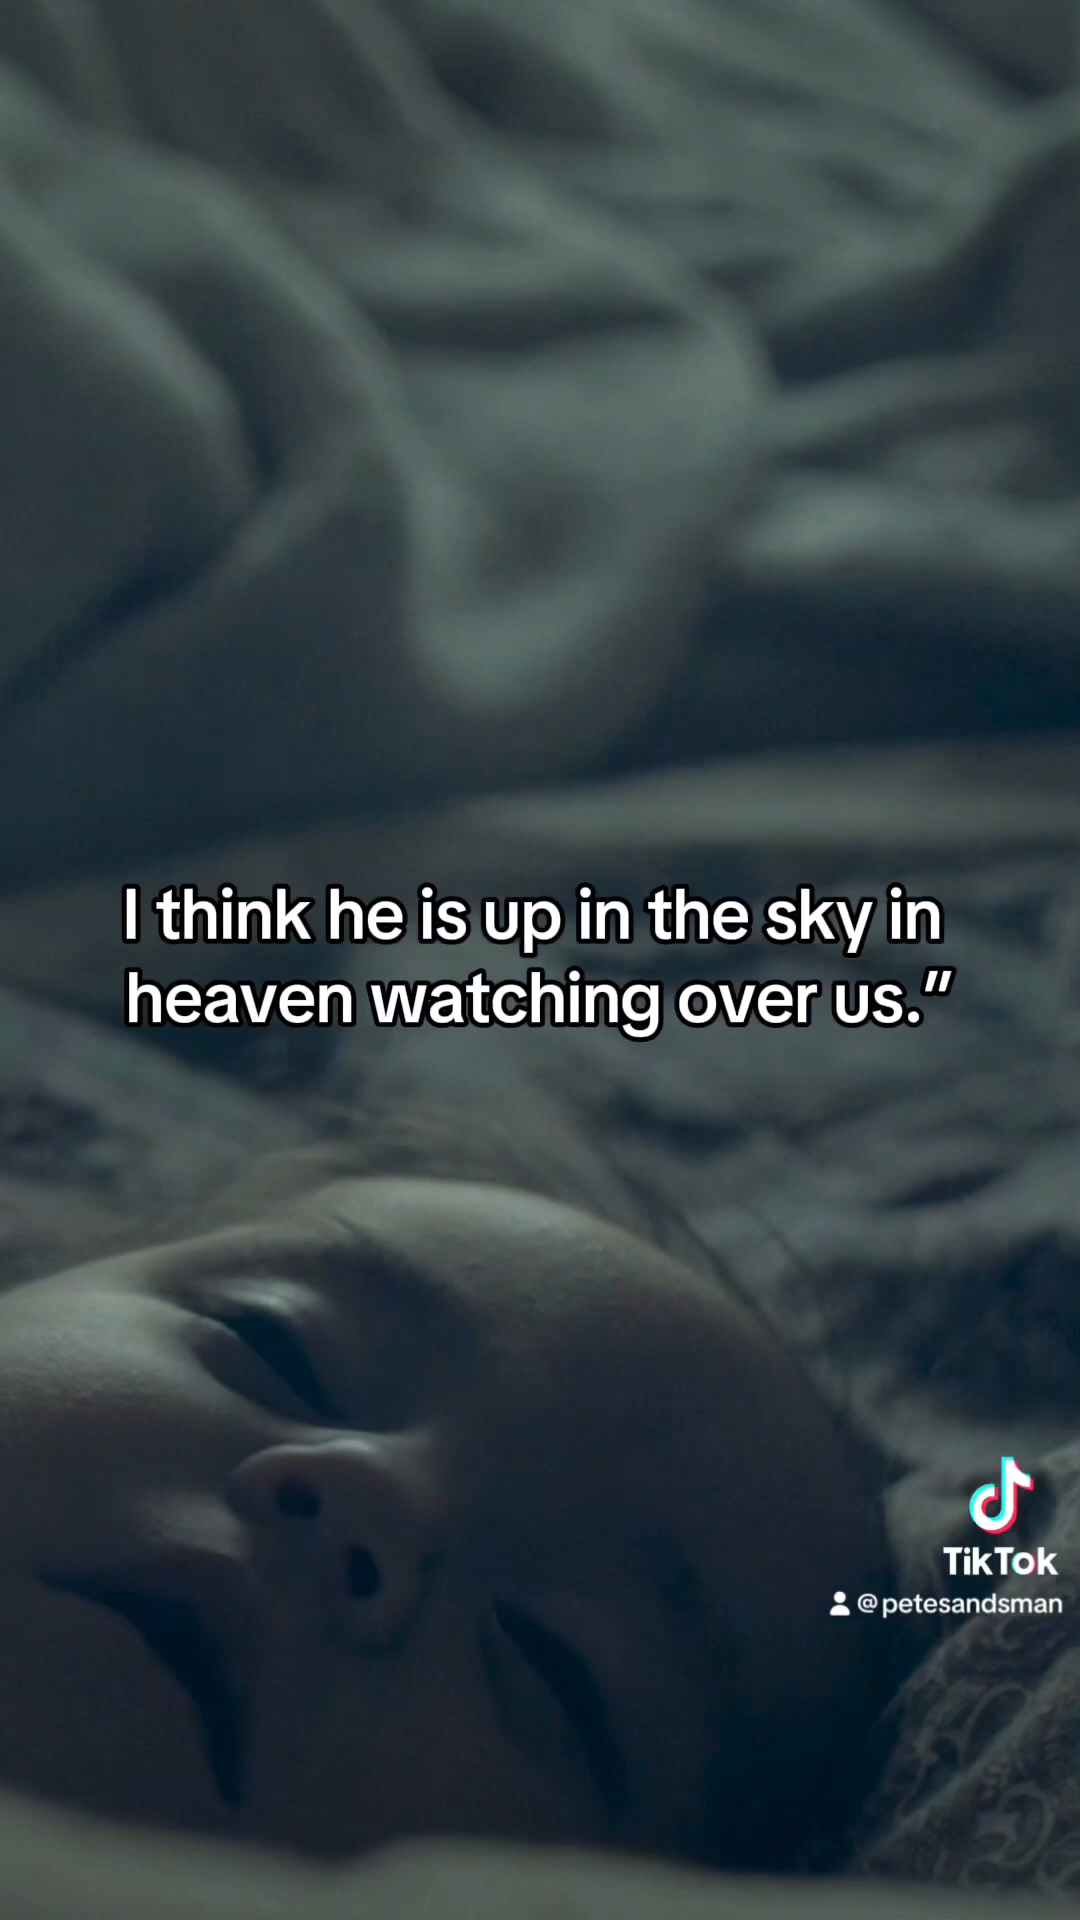 I think he is up in the sky in
heaven watching over us.”
TikTok
@petesandsman